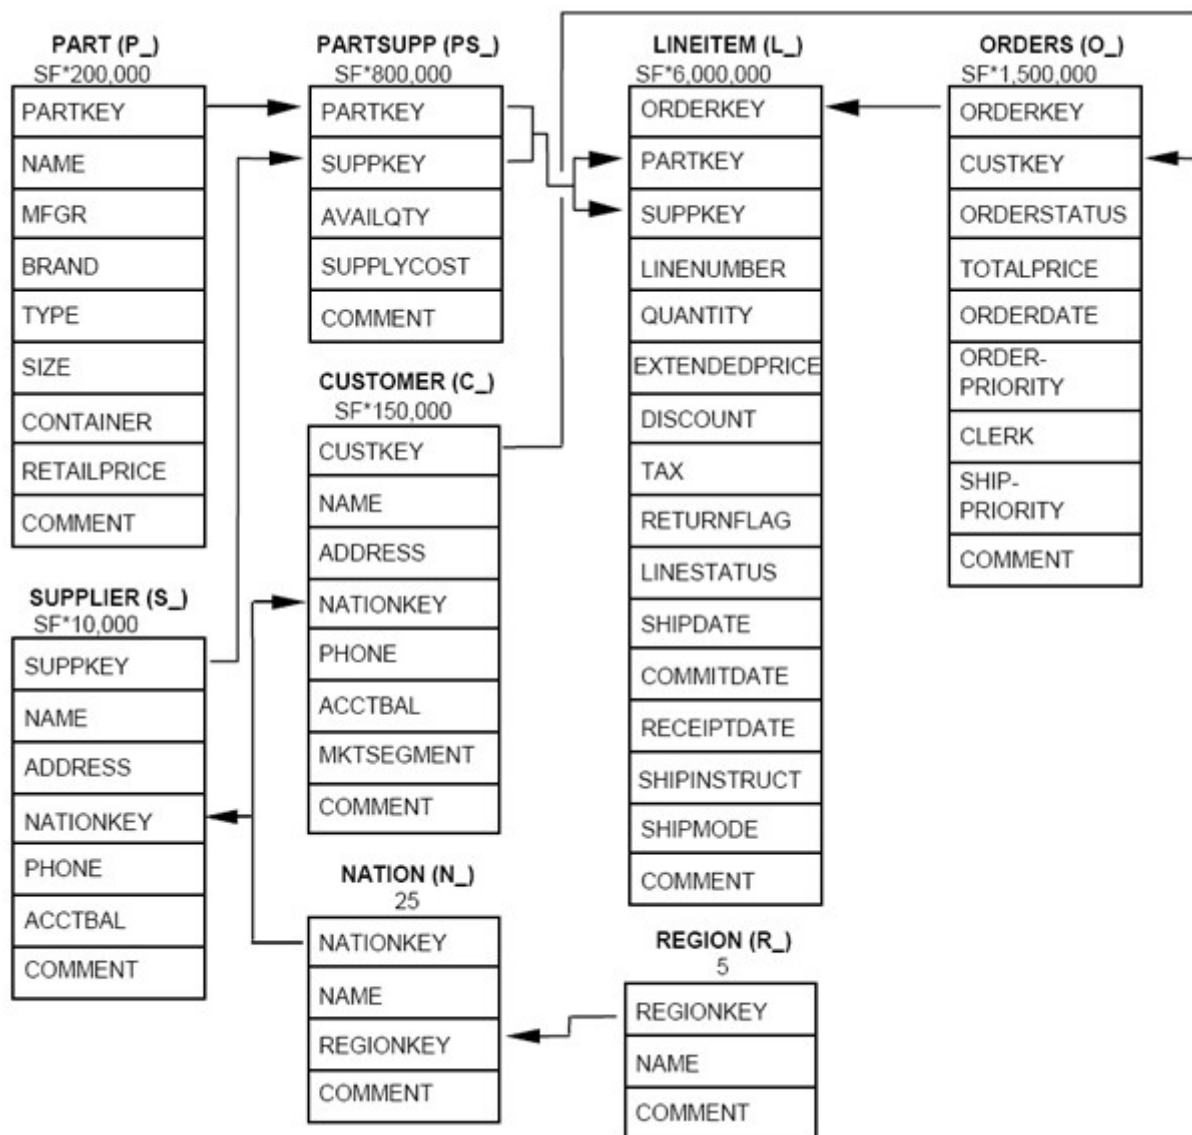 PART (P_)
SF*200,000
PARTKEY
NAME
MFGR
BRAND
TYPE
SIZE
CONTAINER
RETAILPRICE
COMMENT
SUPPLIER (S_)
SF*10,000
SUPPKEY
NAME
ADDRESS
NATIONKEY
PHONE
ACCTBAL
COMMENT
PARTSUPP (PS_)
SF*800,000
PARTKEY
SUPPKEY
AVAILQTY
SUPPLYCOST
COMMENT
CUSTOMER (C_)
SF*150,000
CUSTKEY
NAME
ADDRESS
NATIONKEY
PHONE
ACCTBAL
MKTSEGMENT
COMMENT
NATION (N_)
25
NATIONKEY
NAME
REGIONKEY
COMMENT
LINEITEM (L_)
SF*6,000,000
ORDERKEY
PARTKEY
SUPPKEY
LINENUMBER
QUANTITY
EXTENDEDPRICE
DISCOUNT
TAX
RETURNFLAG
LINESTATUS
SHIPDATE
COMMITDATE
RECEIPTDATE
SHIPINSTRUCT
SHIPMODE
COMMENT
REGION (R_)
5
REGIONKEY
NAME
COMMENT
ORDERS (O_)
SF*1,500,000
ORDERKEY
CUSTKEY
ORDERSTATUS
TOTALPRICE
ORDERDATE
ORDER-
PRIORITY
CLERK
SHIP-
PRIORITY
COMMENT